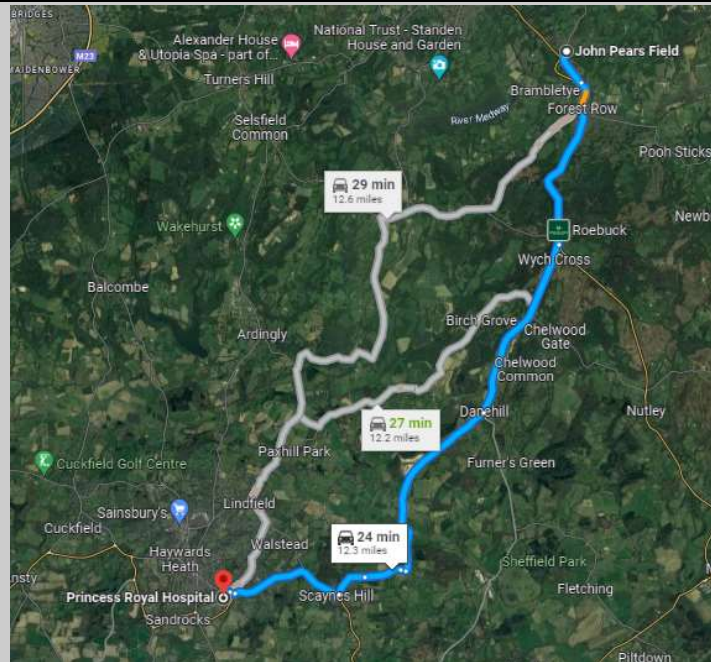 BRIDGES
M23
MAIDENBOWER
Alexander House
& Utopia Spa - part of...
Turners Hill
National Trust - Standen
House and Garden
John Pears Field
Brambletye
Forest Row
River Medway
Selsfield
Common
Pooh Sticks
29 min
12.6 miles
Wakehurst
Roebuck
Newb
Wych Cross
Balcombe
Ardingly
Birch Grove
Chelwood
Gate
Chelwood
Common
Danehill
Nutley
27 min
12.2 miles
Paxhill Park
Furner's Green
Cuckfield Golf Centre
Sainsbury's
Lindfield
Cuckfield
Walstead
24 min
12.3 miles
Haywards
Heath
Sheffield Park
nsty
Princess Royal Hospital
Scaynes Hill
Fletching
Sandrocks
Piltdown